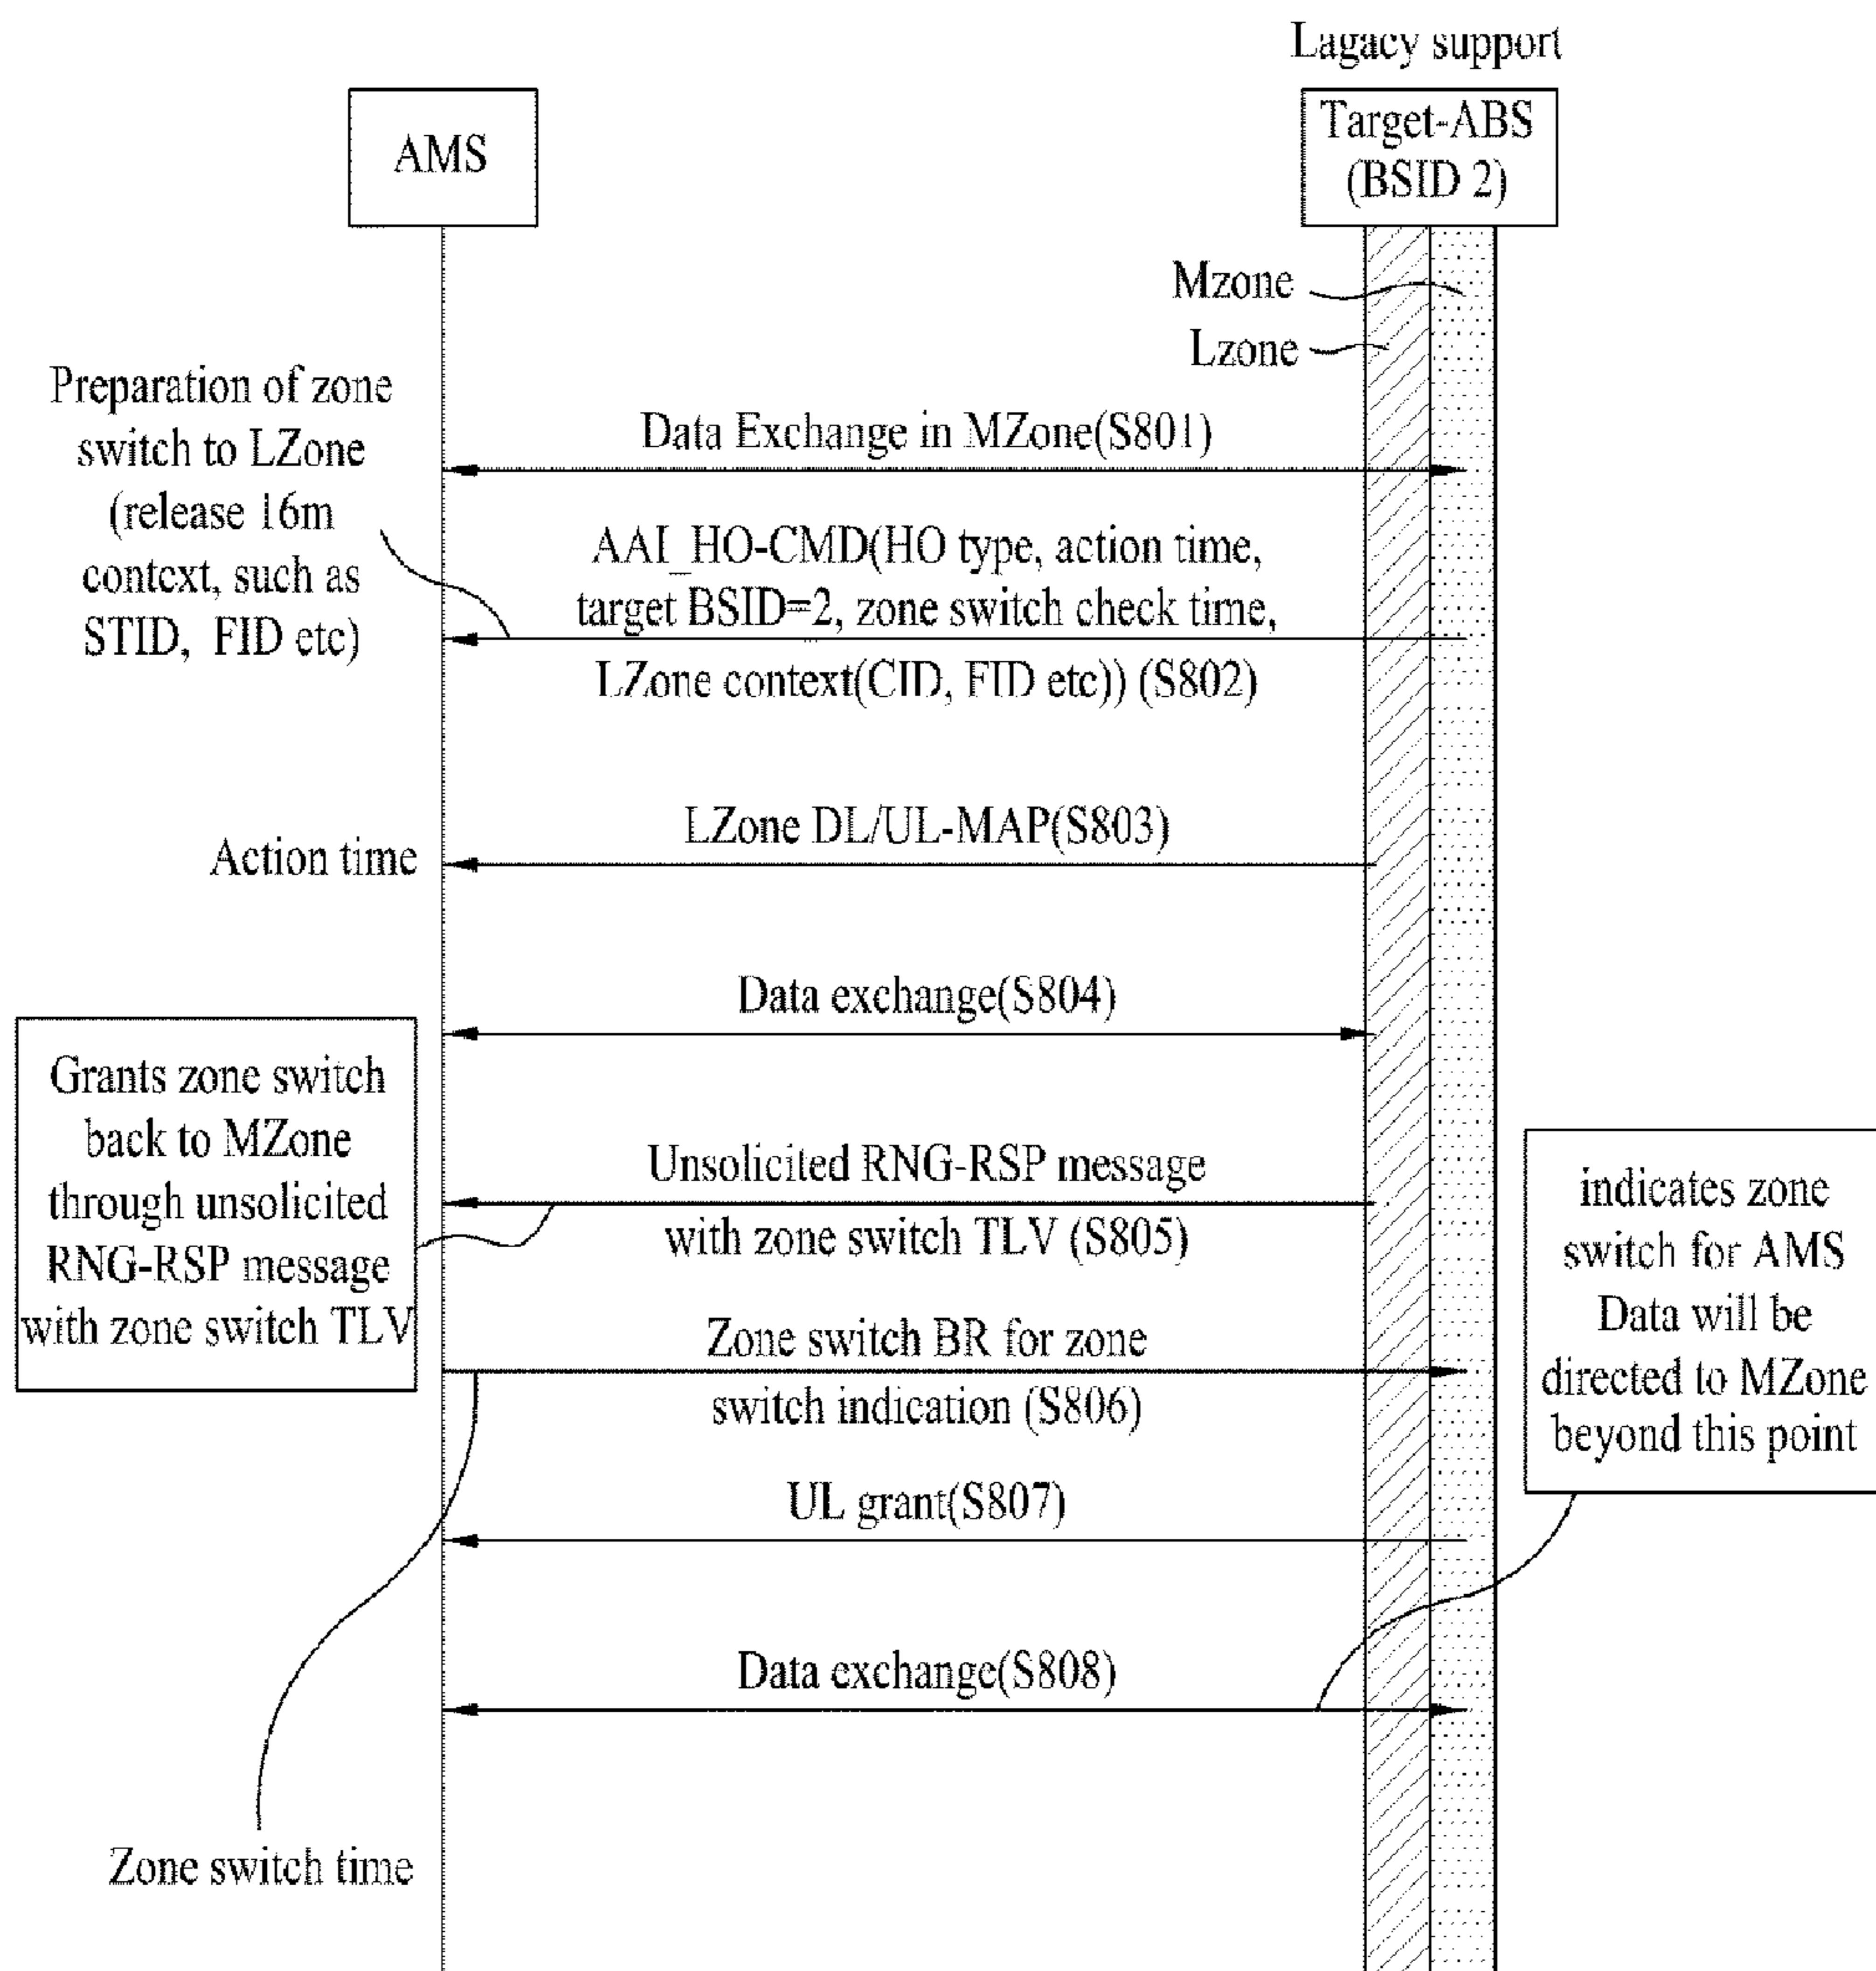 Lagacy support
AMS
Target-ABS
(BSID 2)
Mzone
Lzone
Preparation of zone
switch to LZone
(release 16m
context, such as
STID, FID etc)
Data Exchange in MZone(S801)
AAI_HO-CMD(HO type, action time,
target BSID=2, zone switch check time,
LZone context(CID, FID etc)) (S802)
LZone DL/UL-MAP(S803)
Action time
Data exchange(S804)
Grants zone switch
back to MZone
through unsolicited
RNG-RSP message
with zone switch TLV
Unsolicited RNG-RSP message
with zone switch TLV (S805)
indicates zone
switch for AMS
Data will be
directed to MZone
beyond this point
Zone switch BR for zone
switch indication (S806)
UL grant(S807)
Data exchange(S808)
Zone switch time